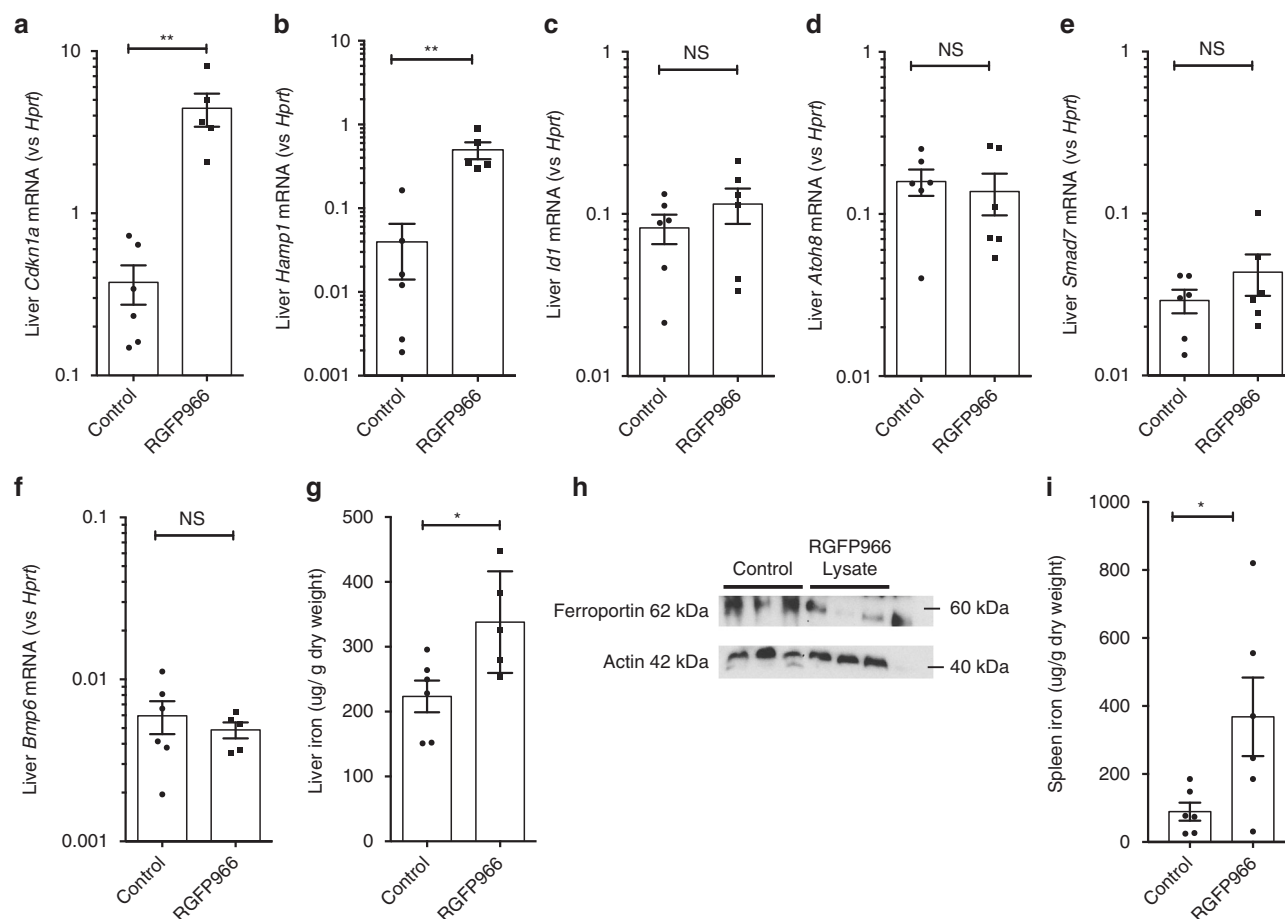 a
Liver Cdkn1a mRNA (vs Hprt)
10
1
0.1
**
Control
RGFP966
b
Liver Hamp1 mRNA (vs Hprt)
10
1
0.1
0.01
0.001
**
Control
RGFP966
c
Liver Id1 mRNA (vs Hprt)
1
0.1
0.01
NS
Control
RGFP966
d
Liver Atoh8 mRNA (vs Hprt)
1
0.1
0.01
NS
Control
RGFP966
e
Liver Smad7 mRNA (vs Hprt)
1
0.1
0.01
NS
Control
RGFP966
f
Liver Bmp6 mRNA (vs Hprt)
0.1
0.01
0.001
NS
Control
RGFP966
g
Liver iron (ug/ g dry weight)
500
400
300
200
100
0
*
Control
RGFP966
h
RGFP966
Control Lysate
Ferroportin 62 kDa 60 kDa
Actin 42 kDa 40 kDa
i
Spleen iron (ug/g dry weight)
1000
800
600
400
200
0
*
Control
RGFP966